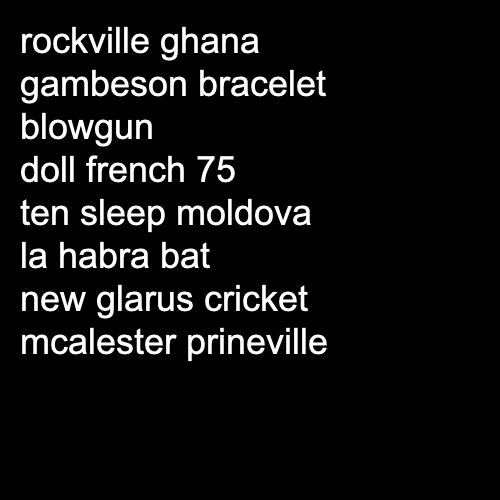 rockville ghana
gambeson bracelet
blowgun
doll french 75
ten sleep moldova
la habra bat
new glarus cricket
mcalester prineville